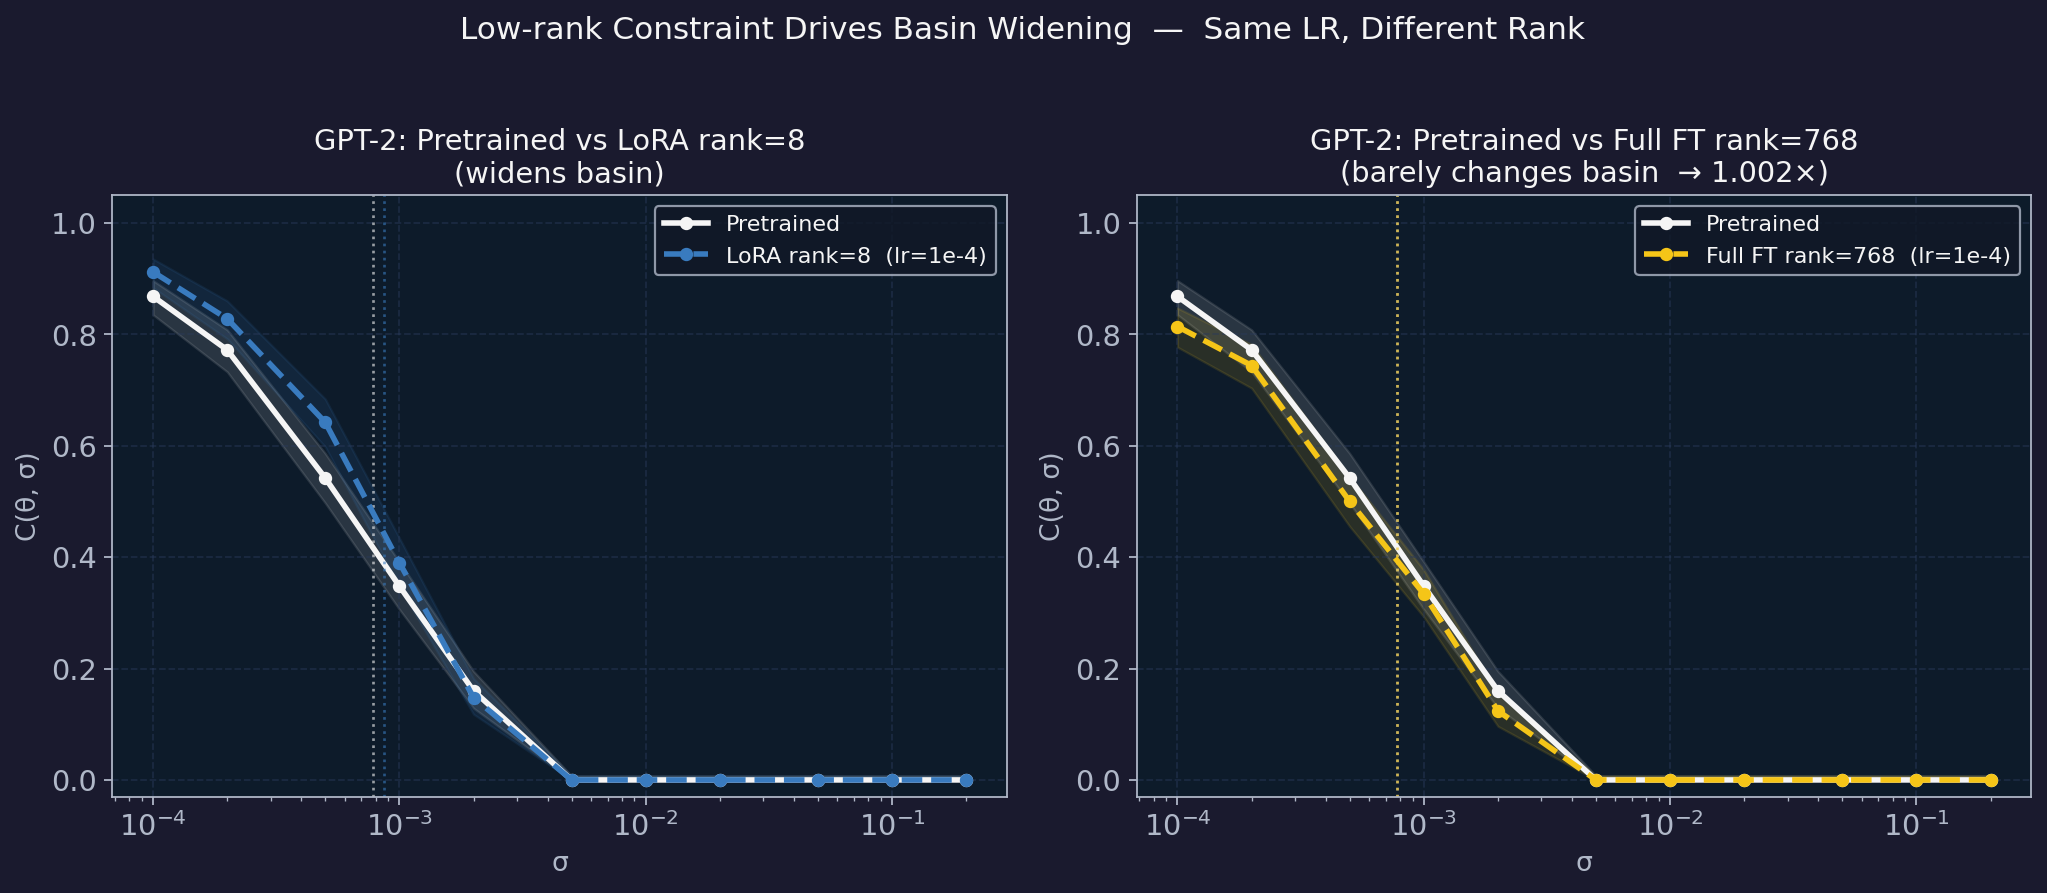 Low-rank Constraint Drives Basin Widening — Same LR, Different Rank
GPT-2: Pretrained vs LoRA rank=8
(widens basin)
Pretrained
LoRA rank=8 (lr=1e-4)
1.0
0.8
0.6
0.4
0.2
0.0
C(θ, σ)
10⁻⁴
10⁻³
10⁻²
10⁻¹
σ
GPT-2: Pretrained vs Full FT rank=768
(barely changes basin → 1.002×)
Pretrained
Full FT rank=768 (lr=1e-4)
1.0
0.8
0.6
0.4
0.2
0.0
C(θ, σ)
10⁻⁴
10⁻³
10⁻²
10⁻¹
σ